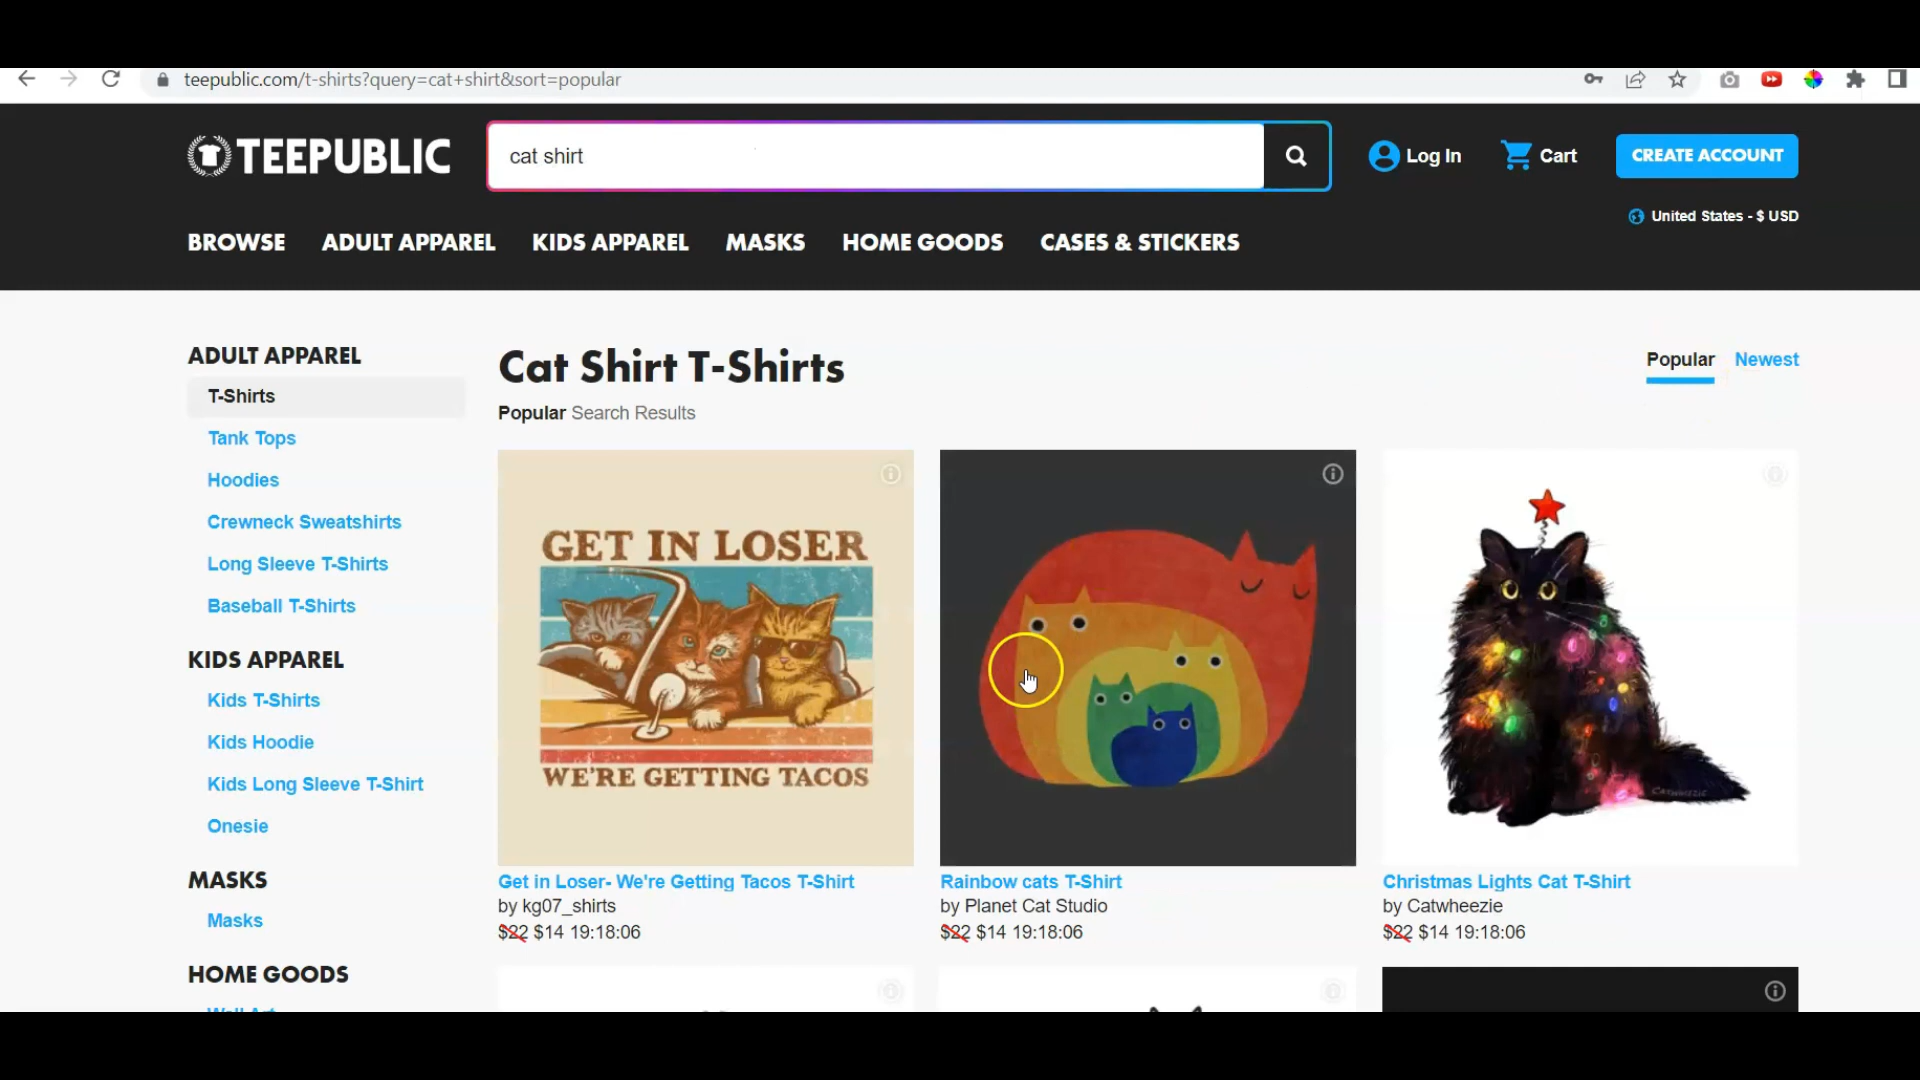 teepublic.com/t-shirts?query=cat+shirt&sort=popular
TEEPUBLIC
cat shirt
Log In
Cart
CREATE ACCOUNT
United States - $ USD
BROWSE
ADULT APPAREL
KIDS APPAREL
MASKS
HOME GOODS
CASES & STICKERS
ADULT APPAREL
T-Shirts
Tank Tops
Hoodies
Crewneck Sweatshirts
Long Sleeve T-Shirts
Baseball T-Shirts
KIDS APPAREL
Kids T-Shirts
Kids Hoodie
Kids Long Sleeve T-Shirt
Onesie
MASKS
Masks
HOME GOODS
Cat Shirt T-Shirts
Popular Search Results
Popular
Newest
GET IN LOSER
WE'RE GETTING TACOS
Get in Loser- We're Getting Tacos T-Shirt
by kg07_shirts
$22 $14 19:18:06
Rainbow cats T-Shirt
by Planet Cat Studio
$22 $14 19:18:06
CATWHEEZIE
Christmas Lights Cat T-Shirt
by Catwheezie
$22 $14 19:18:06